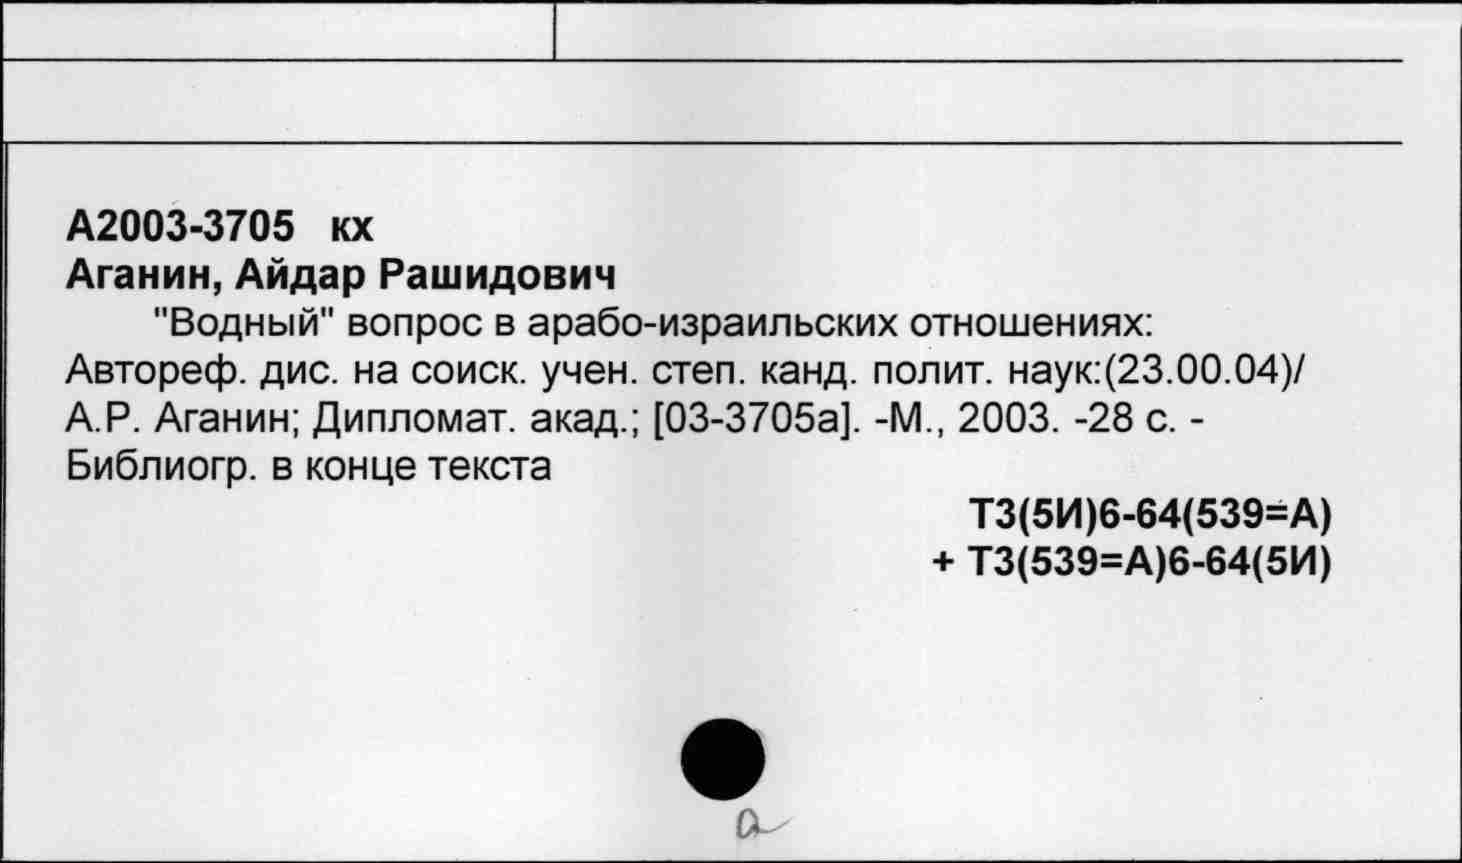 А2003-3705 кх
Аганин, Айдар Рашидович
"Водный" вопрос в арабо-израильских отношениях:
Автореф. дис. на соиск. учен. степ. канд. полит. наук:(23.00.04)/
А.Р. Аганин; Дипломат. акад.; [03-3705а]. -М., 2003. -28 с. -
Библиогр. в конце текста
Т3(5И)6-64(539=А)
+ Т3(539=А)6-64(5И)
а